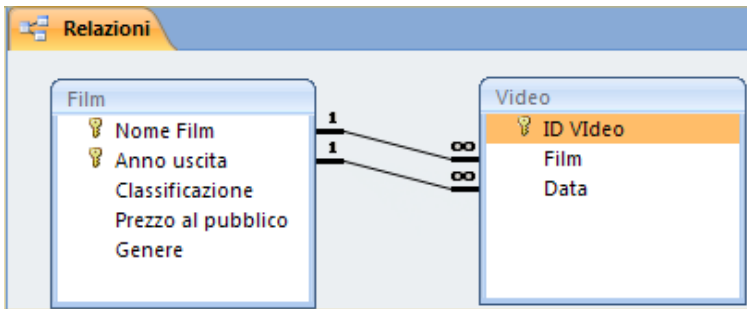 Relazioni
Film
Nome Film
Anno uscita
Classificazione
Prezzo al pubblico
Genere
1
1
∞
∞
Video
ID VIdeo
Film
Data